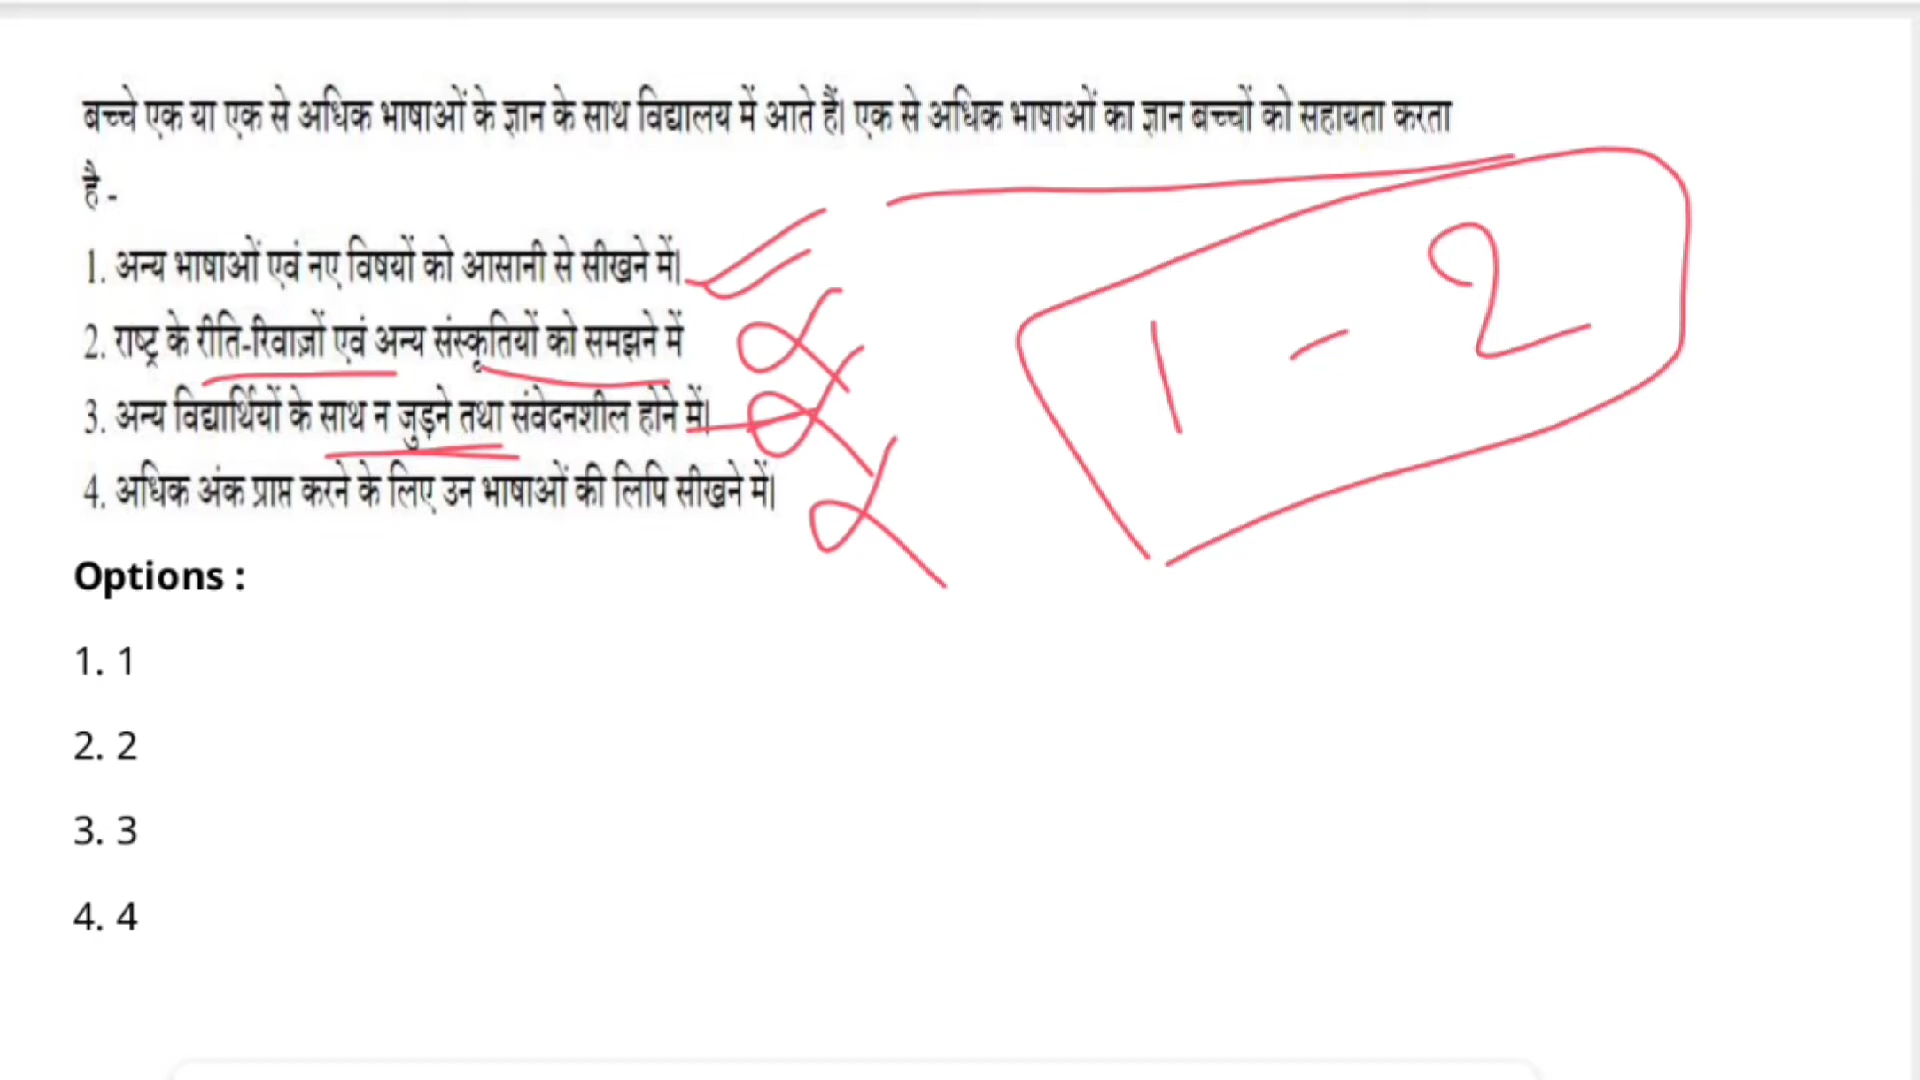 बच्चे एक या एक से अधिक भाषाओं के ज्ञान के साथ विद्यालय में आते हैं। एक से अधिक भाषाओं का ज्ञान बच्चों को सहायता करता
है -
1. अन्य भाषाओं एवं नए विषयों को आसानी से सीखने में।
2. राष्ट्र के रीति-रिवाज़ों एवं अन्य संस्कृतियों को समझने में
3. अन्य विद्यार्थियों के साथ न जुड़ने तथा संवेदनशील होने में।
4. अधिक अंक प्राप्त करने के लिए उन भाषाओं की लिपि सीखने में।
1 - 2
Options :
1. 1
2. 2
3. 3
4. 4